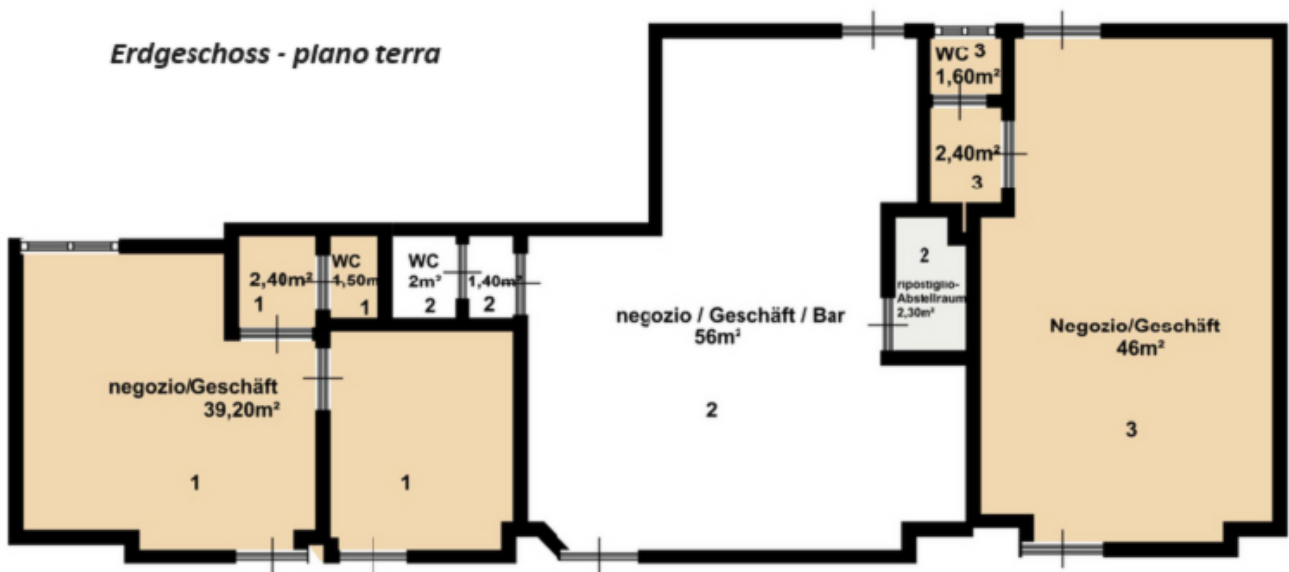 Erdgeschoss - piano terra
WC 3
1,60m²
2,40m²
3
2,40m²
1
WC
1,50m
1
WC
2m²
2
1,40m²
2
negozio / Geschäft / Bar
56m²
2
2
ripostiglio-
Abstellraum
2,30m²
Negozio/Geschäft
46m²
3
negozio/Geschäft
39,20m²
1
1